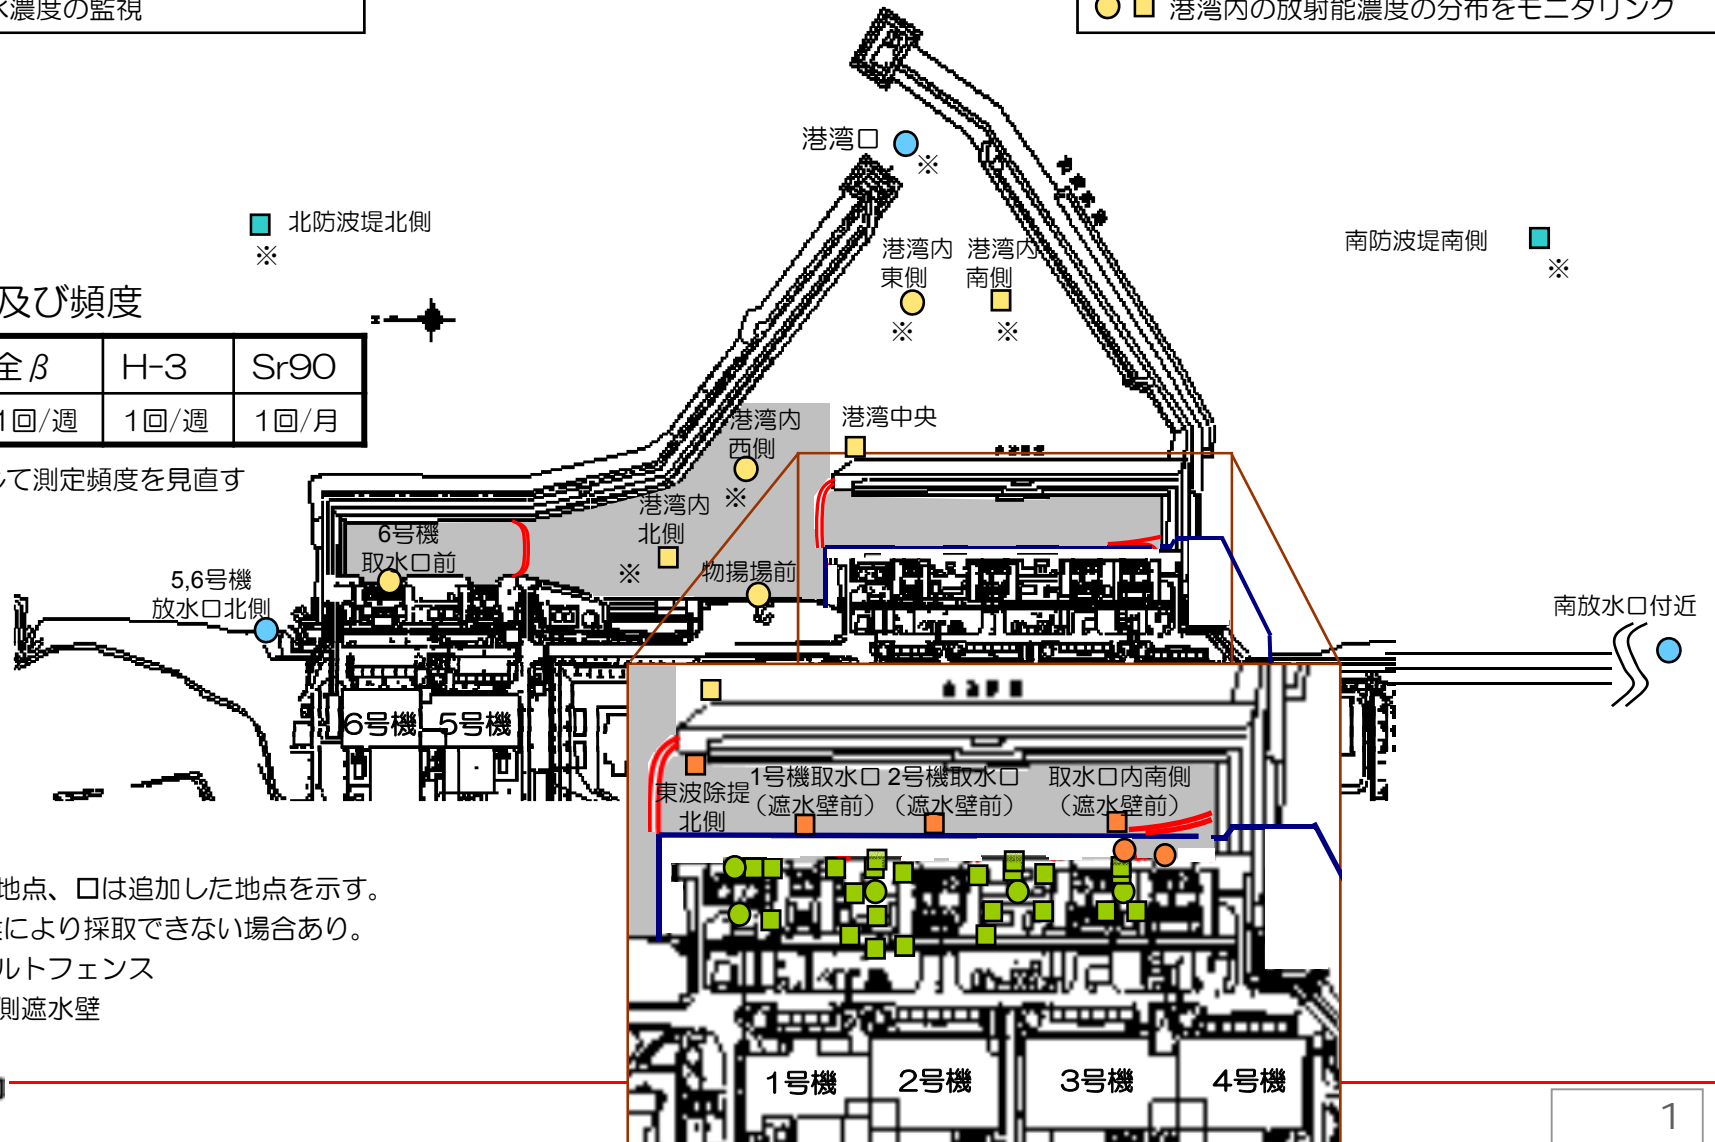 水濃度の監視
港湾内の放射能濃度の分布をモニタリング
港湾口
※
北防波堤北側
※
港湾内
東側
※
港湾内
南側
※
南防波堤南側
※
及び頻度
全β H-3 Sr90
1回/週 1回/週 1回/月
して測定頻度を見直す
港湾内
西側
※
港湾中央
港湾内
北側
※
6号機
取水口前
物揚場前
5,6号機
放水口北側
南放水口付近
6号機 5号機
東波除堤
北側
1号機取水口
（遮水壁前）
2号機取水口
（遮水壁前）
取水口内南側
（遮水壁前）
地点、□は追加した地点を示す。
により採取できない場合あり。
ルトフェンス
側遮水壁
1号機 2号機 3号機 4号機
1